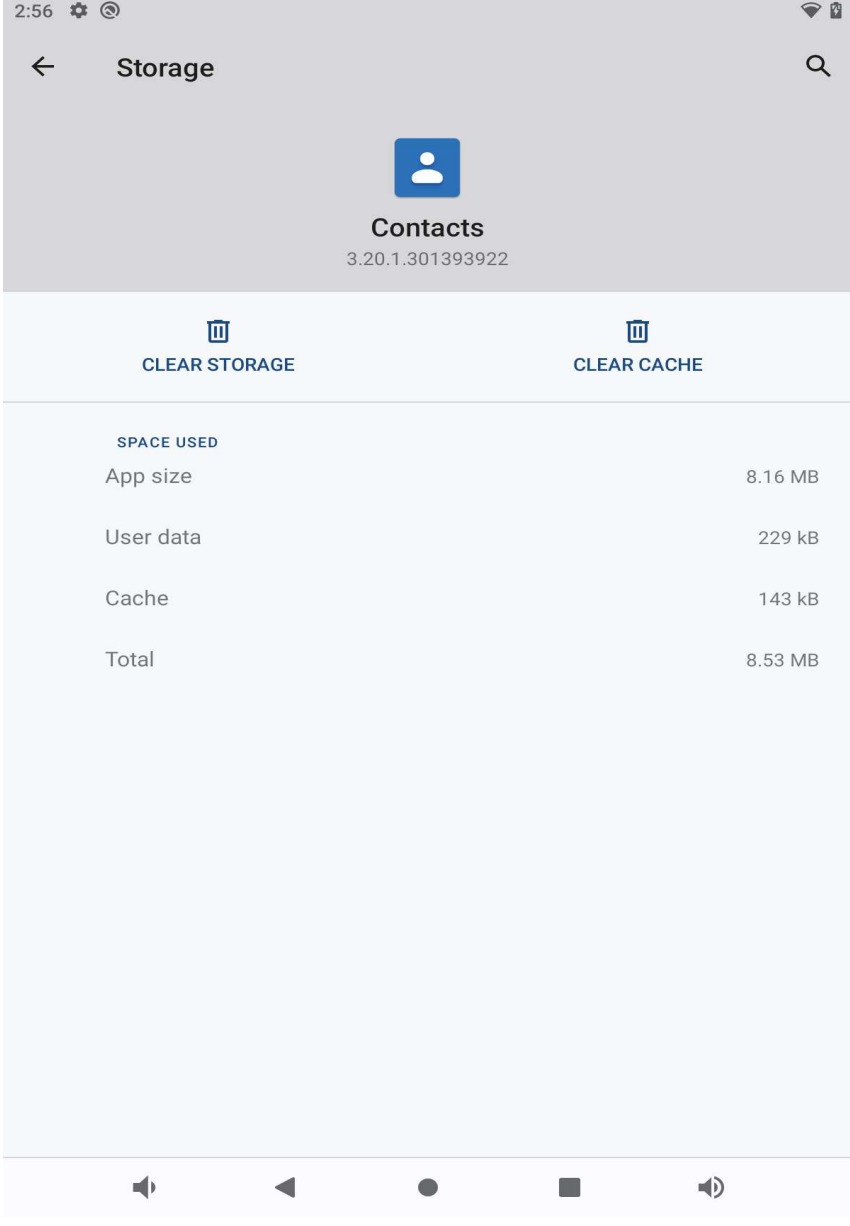 2:56
Storage
Contacts
3.20.1.301393922
CLEAR STORAGE CLEAR CACHE
SPACE USED
App size 8.16 MB
User data 229 kB
Cache 143 kB
Total 8.53 MB